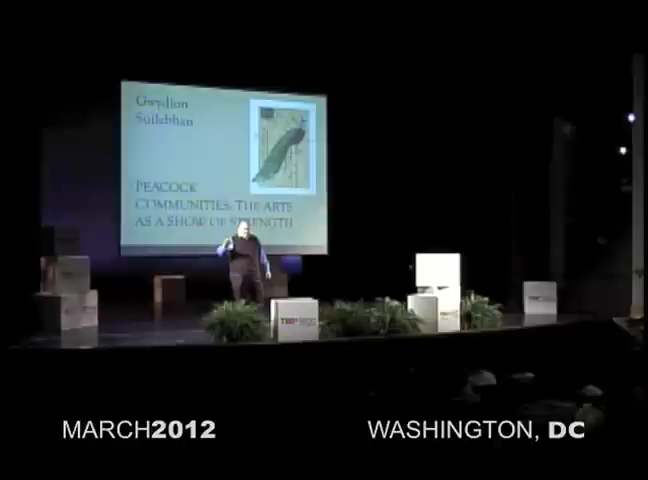 Gwydion
Suilebhan
PEACOCK
COMMUNITIES: THE ARTS
AS A SHOW OF STRENGTH
MARCH2012
WASHINGTON, DC